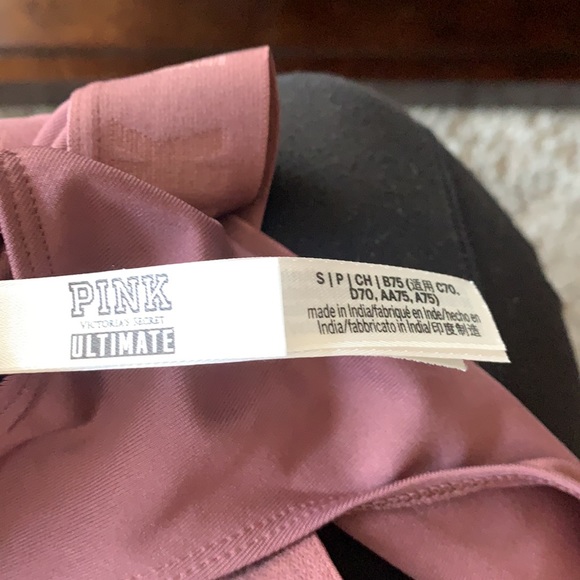 PINK
VICTORIA'S SECRET
ULTIMATE
S | P | CH | B75 (适用 C70,
D70, AA75, A75)
made in India/fabriqué en Inde/hecho en
India/fabbricato in India/印度制造